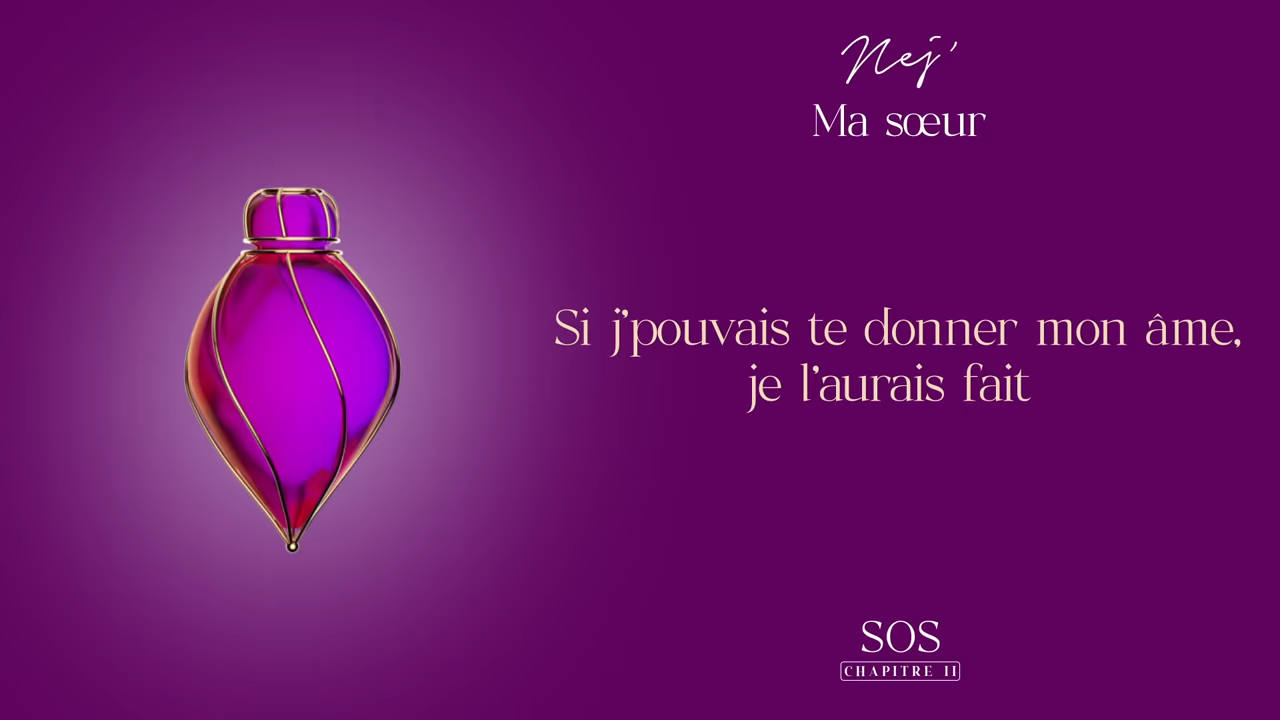 Nej'
Ma sœur
Si j'pouvais te donner mon âme,
je l'aurais fait
SOS
CHAPITRE II